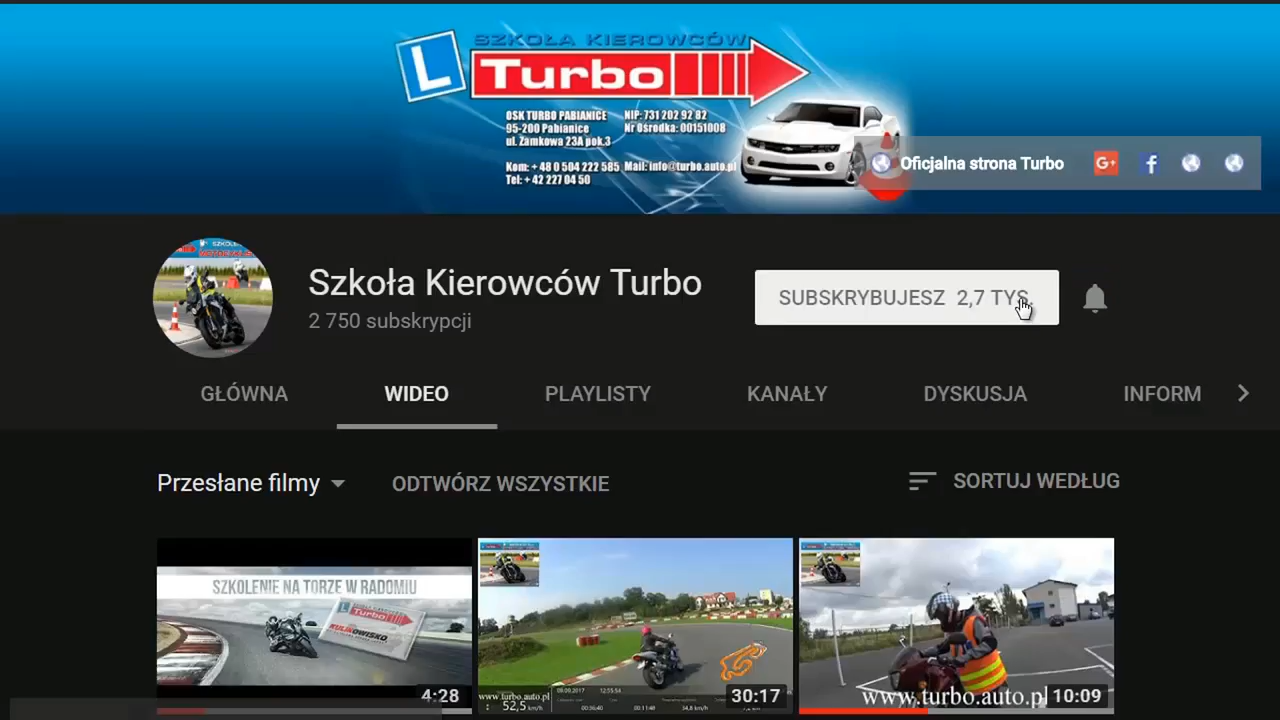 SZKOŁA KIEROWCÓW
L
Turbo
OSK TURBO PABIANICE
95-200 Pabianice
ul. Zamkowa 23A pok.3
NIP: 731 202 92 82
Nr Ośrodka: 00151008
Kom: + 48 0 504 222 585 Mail: info@turbo.auto.pl
Tel: + 42 227 04 50
Oficjalna strona Turbo
G+
f
Szkoła Kierowców Turbo
2 750 subskrypcji
SUBSKRYBUJESZ 2,7 TYS.
GŁÓWNA
WIDEO
PLAYLISTY
KANAŁY
DYSKUSJA
INFORM
Przesłane filmy
ODTWÓRZ WSZYSTKIE
SORTUJ WEDŁUG
SZKOLENIE NA TORZE W RADOMIU
L Turbo
KULIKOWISKO
4:28
www.turbo.auto.pl
52,5 km/h
30:17
www.turbo.auto.pl
10:09